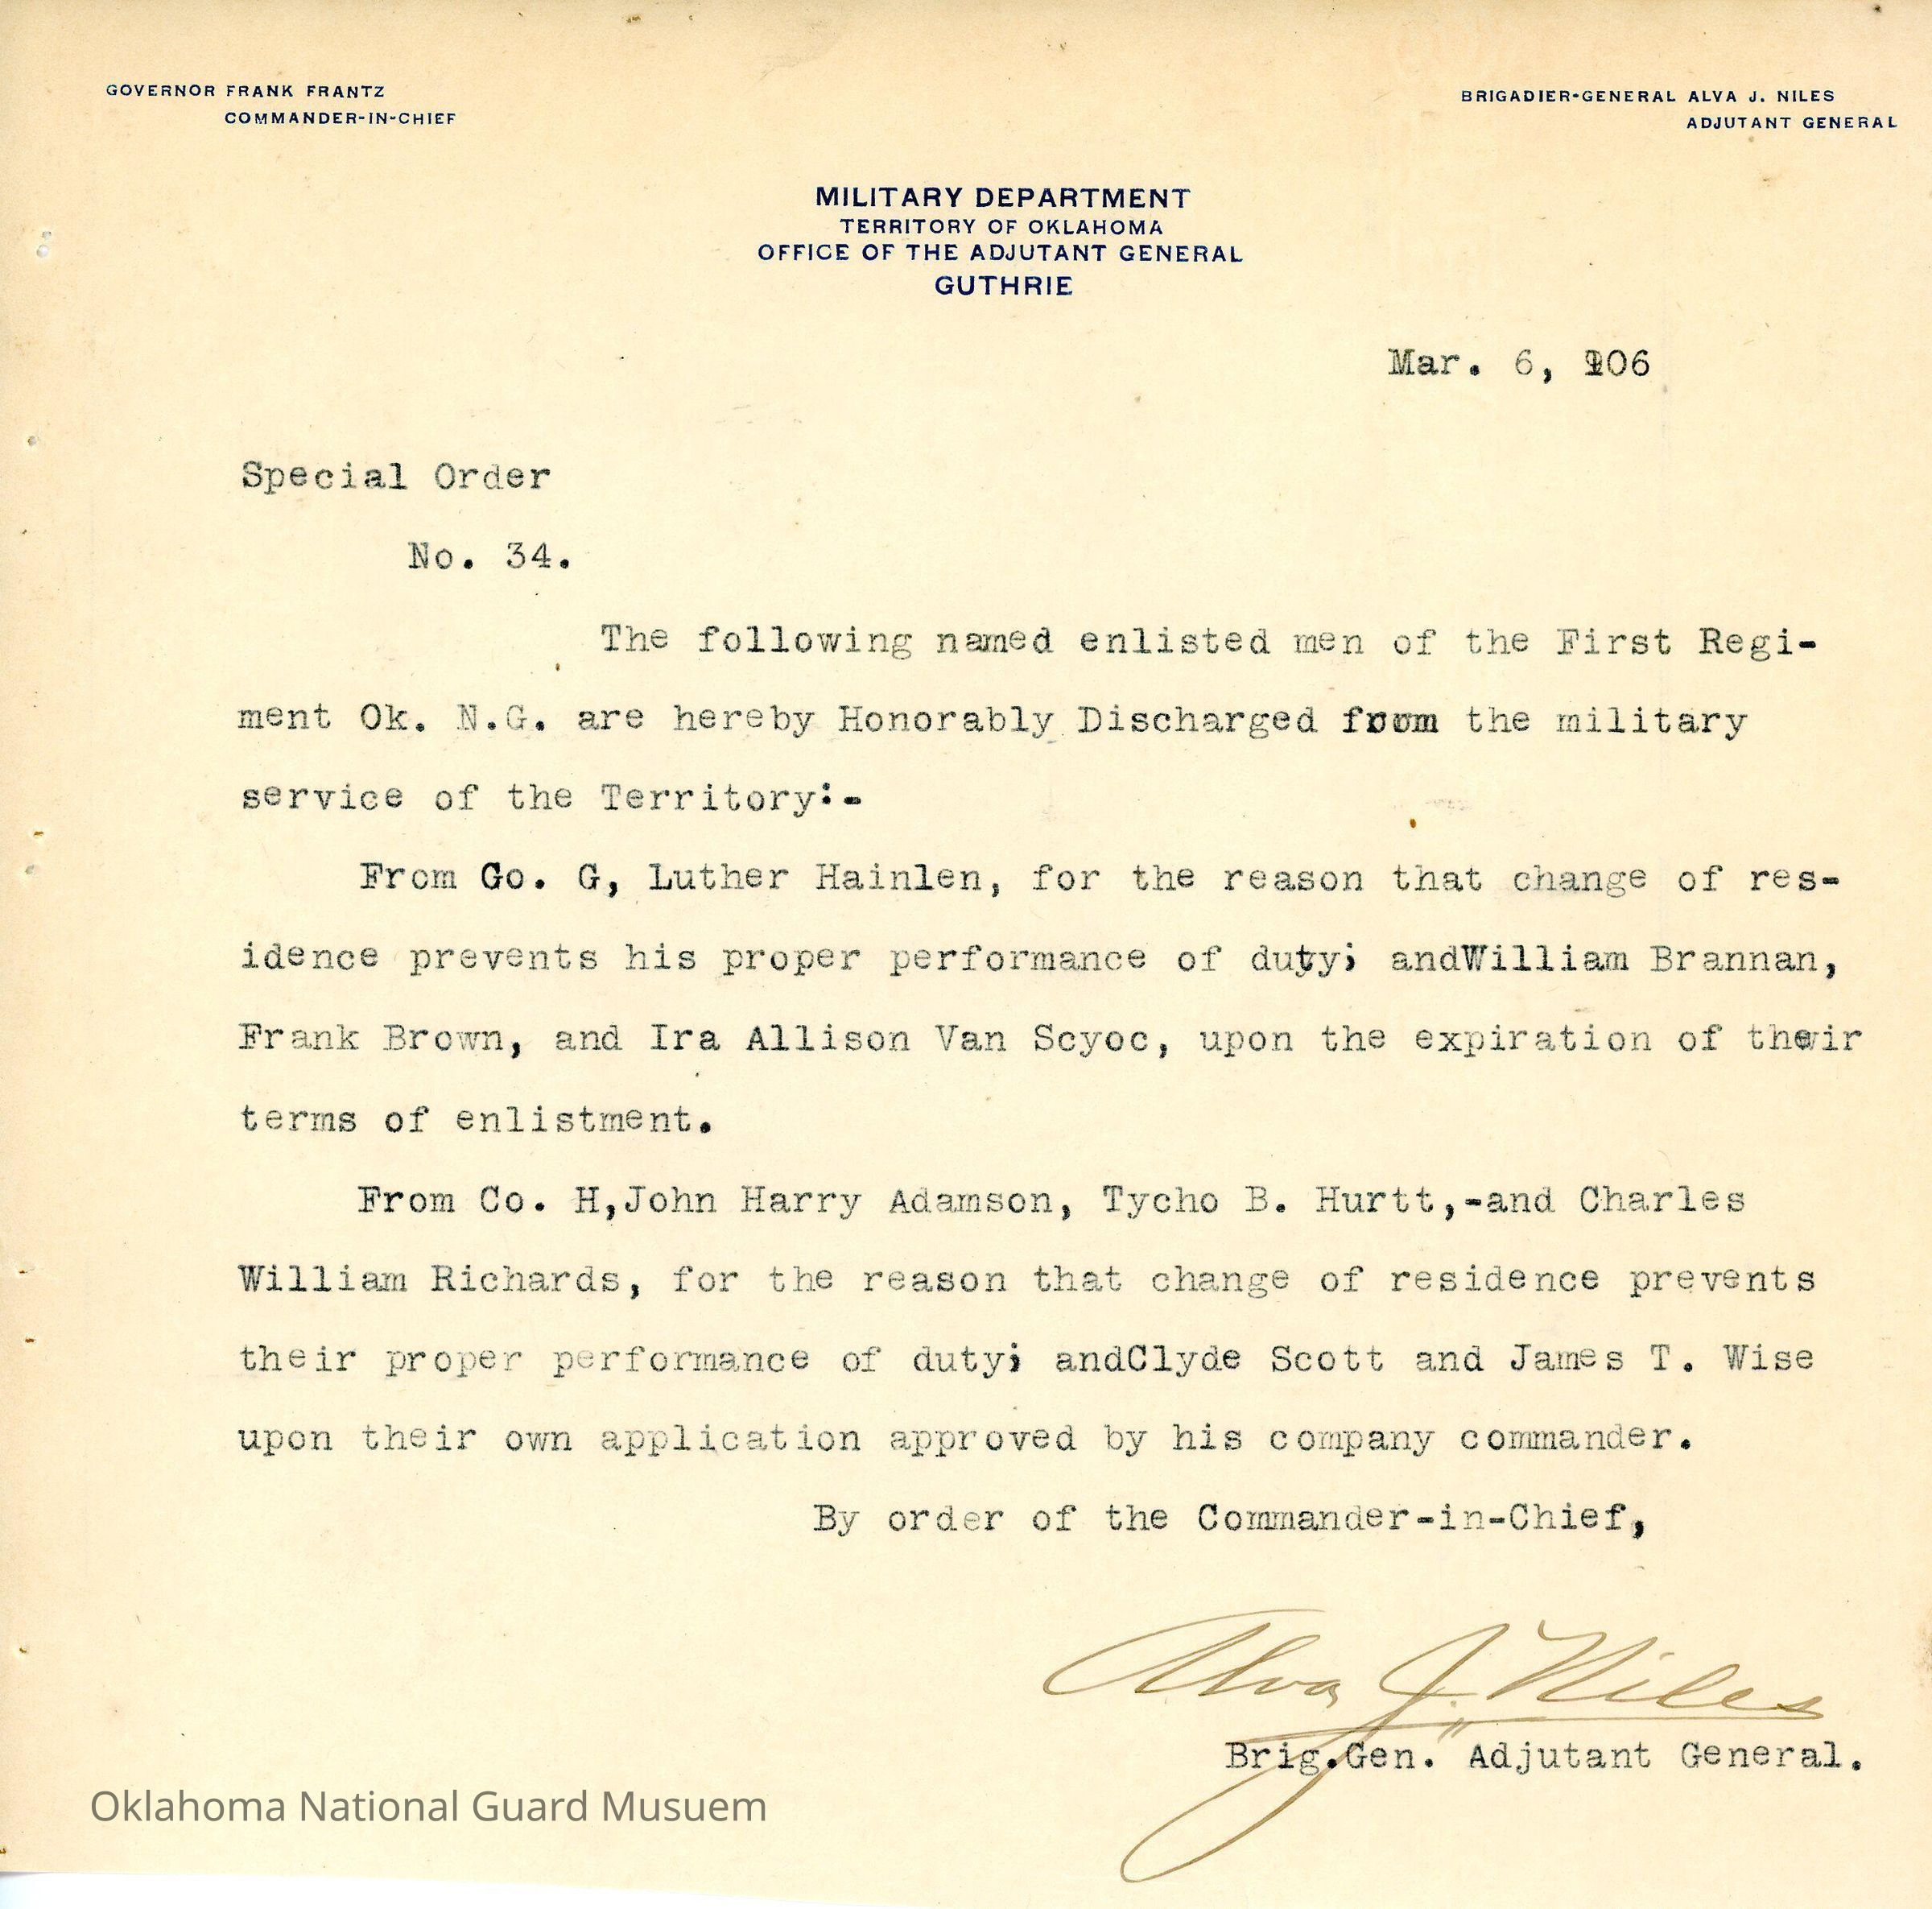 GOVERNOR FRANK FRANTZ
COMMANDER-IN-CHIEF
BRIGADIER-GENERAL ALVA J. NILES
ADJUTANT GENERAL
MILITARY DEPARTMENT
TERRITORY OF OKLAHOMA
OFFICE OF THE ADJUTANT GENERAL
GUTHRIE
Mar. 6, 906
Special Order
No. 34.
The following named enlisted men of the First Regi-
ment Ok. N.G. are hereby Honorably Discharged from the military
service of the Territory:-
From Go. G, Luther Hainlen, for the reason that change of res-
idence prevents his proper performance of duty; andWilliam Brannan,
Frank Brown, and Ira Allison Van Scyoc, upon the expiration of their
terms of enlistment.
From Co. H,John Harry Adamson, Tycho B. Hurtt,-and Charles
William Richards, for the reason that change of residence prevents
their proper performance of duty; andClyde Scott and James T. Wise
upon their own application approved by his company commander.
By order of the Commander-in-Chief,
Alva J. Niles
Brig.Gen. Adjutant General.
Oklahoma National Guard Musuem